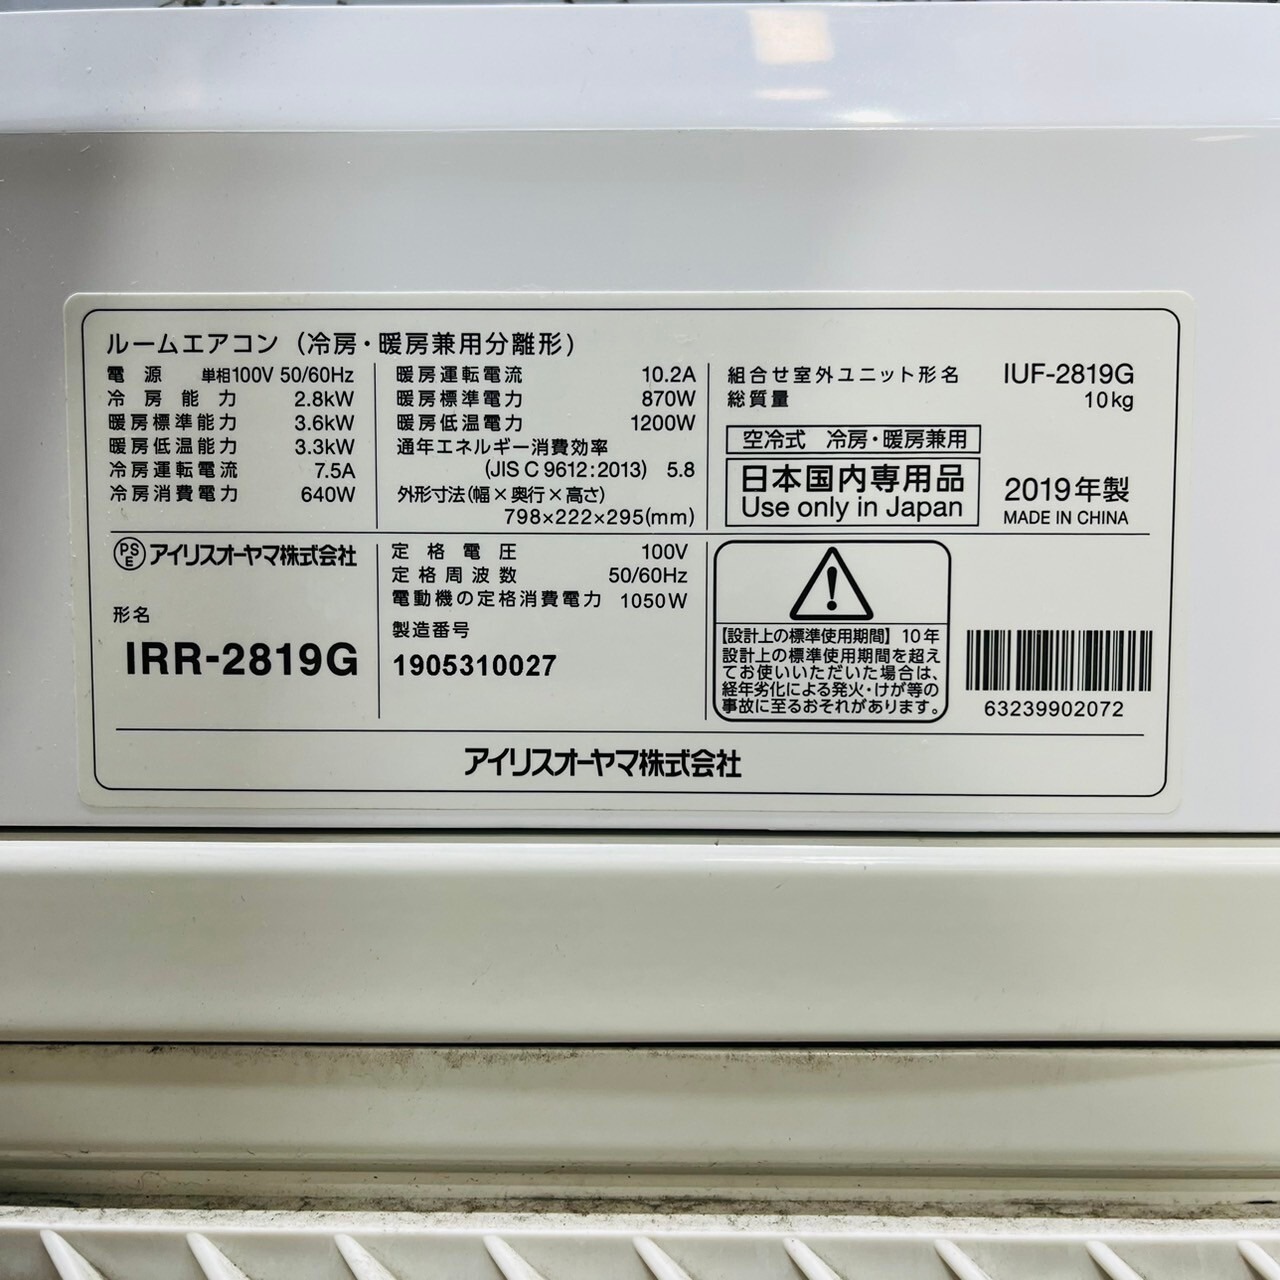 ルームエアコン（冷房・暖房兼用分離形）
電源 単相100V 50/60Hz
冷房能力 2.8kW
暖房標準能力 3.6kW
暖房低温能力 3.3kW
冷房運転電流 7.5A
冷房消費電力 640W
暖房運転電流 10.2A
暖房標準電力 870W
暖房低温電力 1200W
通年エネルギー消費効率
(JIS C 9612:2013) 5.8
外形寸法(幅×奥行×高さ)
798×222×295(mm)
組合せ室外ユニット形名 IUF-2819G
総質量 10kg
空冷式 冷房・暖房兼用
日本国内専用品
Use only in Japan
2019年製
MADE IN CHINA
PSE アイリスオーヤマ株式会社
形名
IRR-2819G
定格電圧 100V
定格周波数 50/60Hz
電動機の定格消費電力 1050W
製造番号
1905310027
【設計上の標準使用期間】10年
設計上の標準使用期間を超え
てお使いいただいた場合は、
経年劣化による発火・けが等の
事故に至るおそれがあります。
63239902072
アイリスオーヤマ株式会社